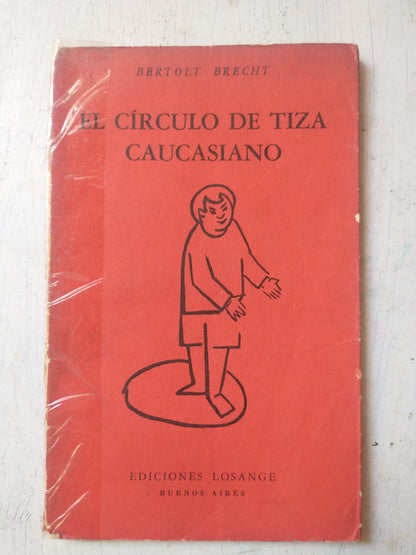 BERTOLT BRECHT
EL CÍRCULO DE TIZA
CAUCASIANO
EDICIONES LOSANGE
BUENOS AIRES